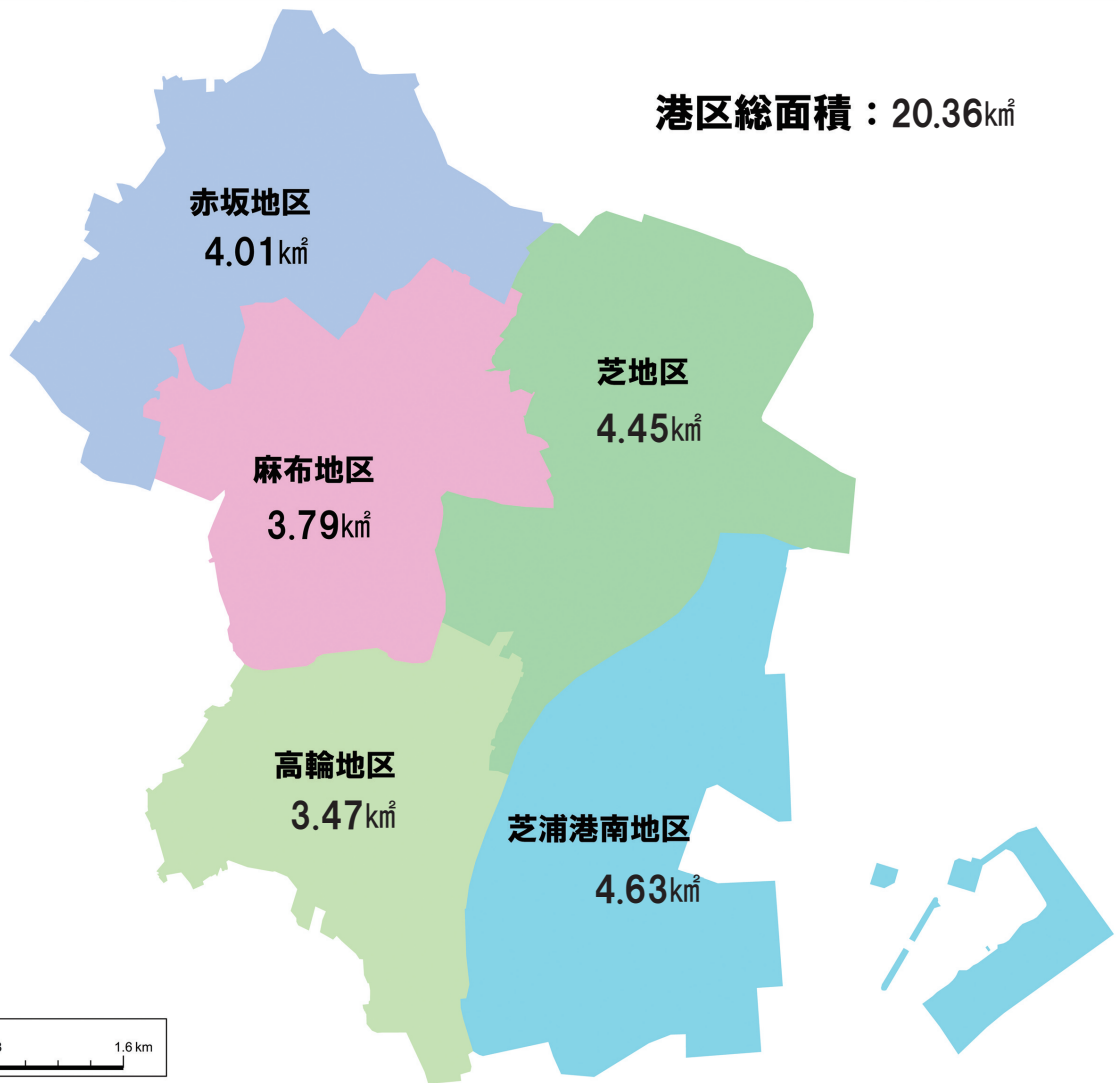 港区総面積：20.36㎢
赤坂地区
4.01㎢
芝地区
4.45㎢
麻布地区
3.79㎢
高輪地区
3.47㎢
芝浦港南地区
4.63㎢
1.6 km